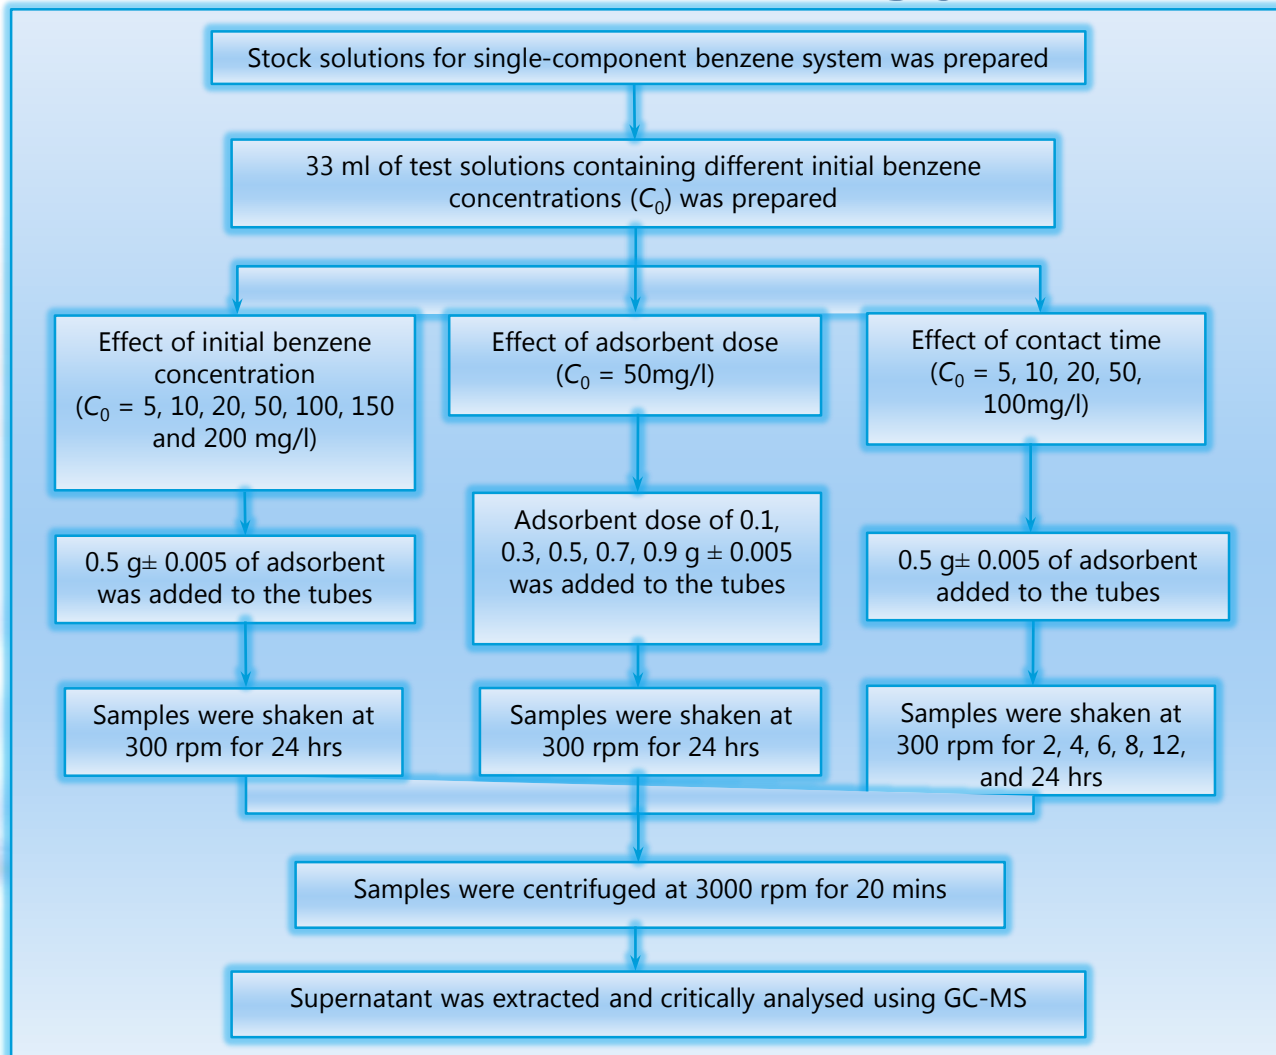 Stock solutions for single-component benzene system was prepared
33 ml of test solutions containing different initial benzene
concentrations (C₀) was prepared
Effect of initial benzene
concentration
(C₀ = 5, 10, 20, 50, 100, 150
and 200 mg/l)
Effect of adsorbent dose
(C₀ = 50mg/l)
Effect of contact time
(C₀ = 5, 10, 20, 50,
100mg/l)
0.5 g± 0.005 of adsorbent
was added to the tubes
Adsorbent dose of 0.1,
0.3, 0.5, 0.7, 0.9 g ± 0.005
was added to the tubes
0.5 g± 0.005 of adsorbent
added to the tubes
Samples were shaken at
300 rpm for 24 hrs
Samples were shaken at
300 rpm for 24 hrs
Samples were shaken at
300 rpm for 2, 4, 6, 8, 12,
and 24 hrs
Samples were centrifuged at 3000 rpm for 20 mins
Supernatant was extracted and critically analysed using GC-MS